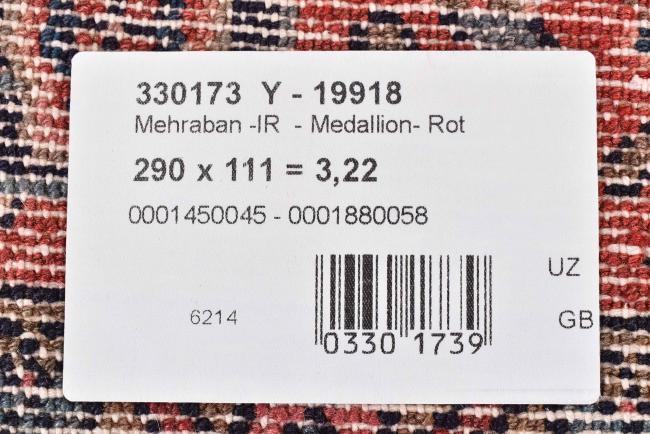 330173 Y - 19918
Mehraban -IR - Medallion- Rot
290 x 111 = 3,22
0001450045 - 0001880058
UZ
6214
GB
0330 1739